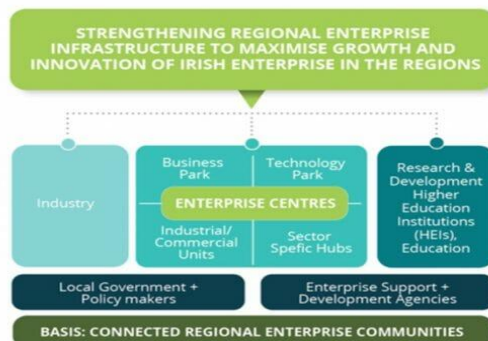 STRENGTHENING REGIONAL ENTERPRISE
INFRASTRUCTURE TO MAXIMISE GROWTH AND
INNOVATION OF IRISH ENTERPRISE IN THE REGIONS
Industry
Business
Park
Technology
Park
ENTERPRISE CENTRES
Industrial/
Commercial
Units
Sector
Spefic Hubs
Research &
Development
Higher
Education
Institutions
(HEIs),
Education
Local Government +
Policy makers
Enterprise Support +
Development Agencies
BASIS: CONNECTED REGIONAL ENTERPRISE COMMUNITIES